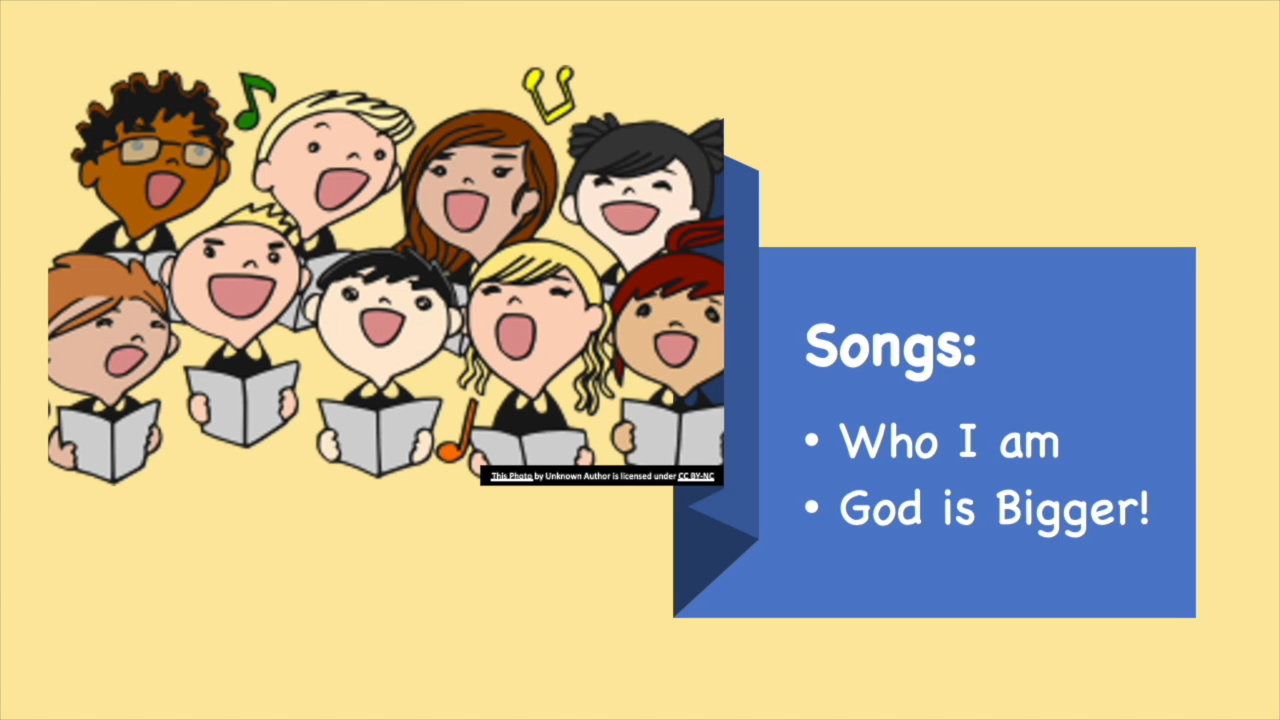 This Photo by Unknown Author is licensed under CC BY-NC
Songs:
• Who I am
• God is Bigger!